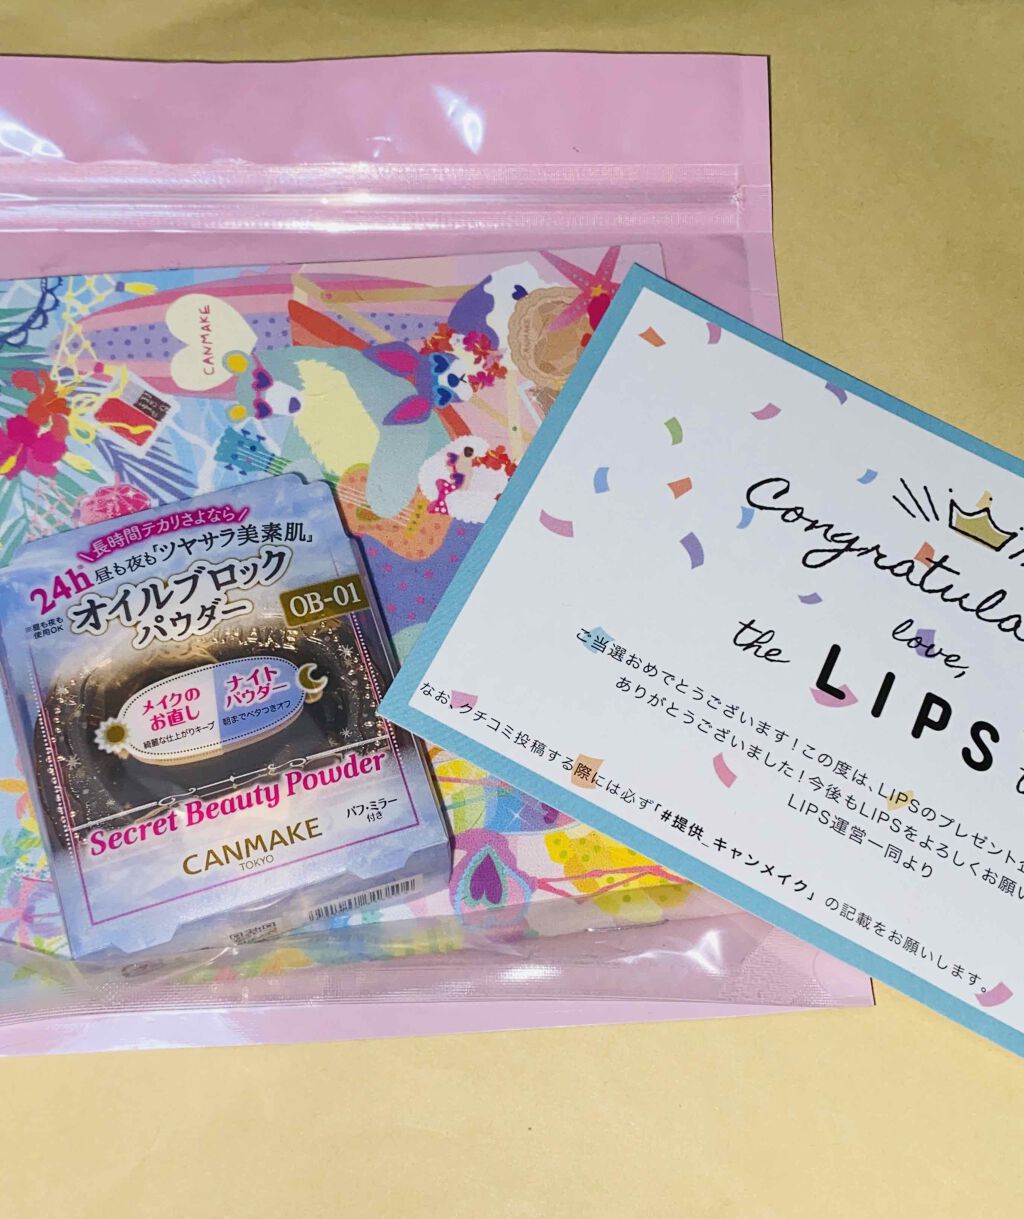 CANMAKE
CANMAKE
長時間テカリさよなら
24h※昼も夜も「ツヤサラ美素肌」
※昼も夜も
使用OK
オイルブロック
パウダー
OB-01
メイクの
お直し
綺麗な仕上がりキープ
ナイト
パウダー
朝までベタつきオフ
Secret Beauty Powder
CANMAKE
TOKYO
パフ・ミラー
付き
Congratula
love,
the LIPS
ご当選おめでとうございます！この度は、LIPSのプレゼント
ありがとうございました！今後もLIPSをよろしくお願い
LIPS運営一同より
なお、クチコミ投稿する際には必ず「#提供_キャンメイク」の記載をお願いします。